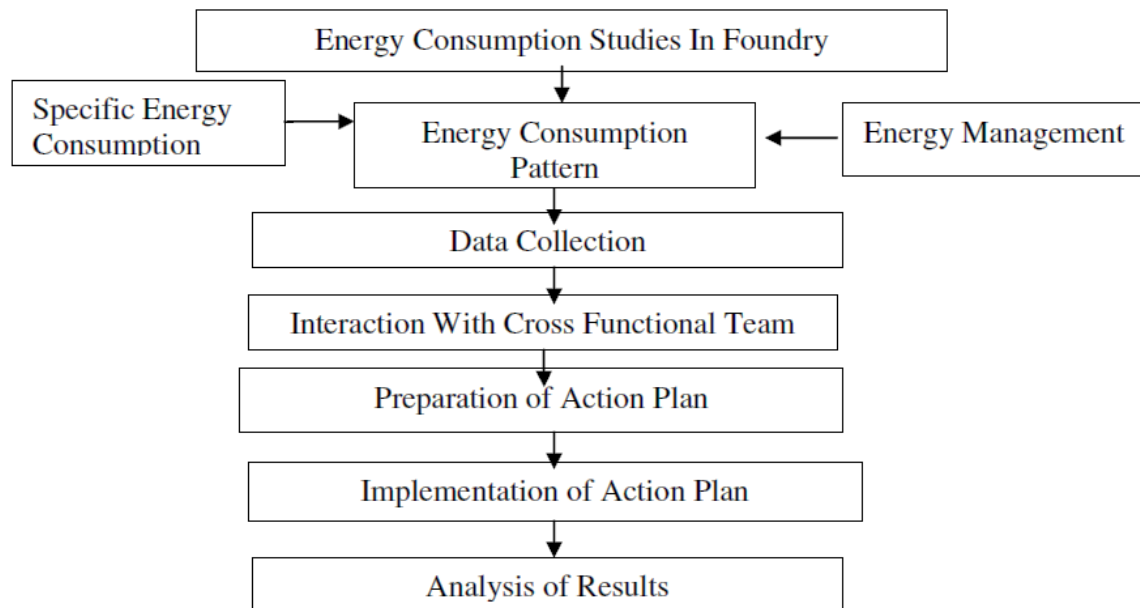 Energy Consumption Studies In Foundry
Specific Energy
Consumption
Energy Consumption
Pattern
Energy Management
Data Collection
Interaction With Cross Functional Team
Preparation of Action Plan
Implementation of Action Plan
Analysis of Results